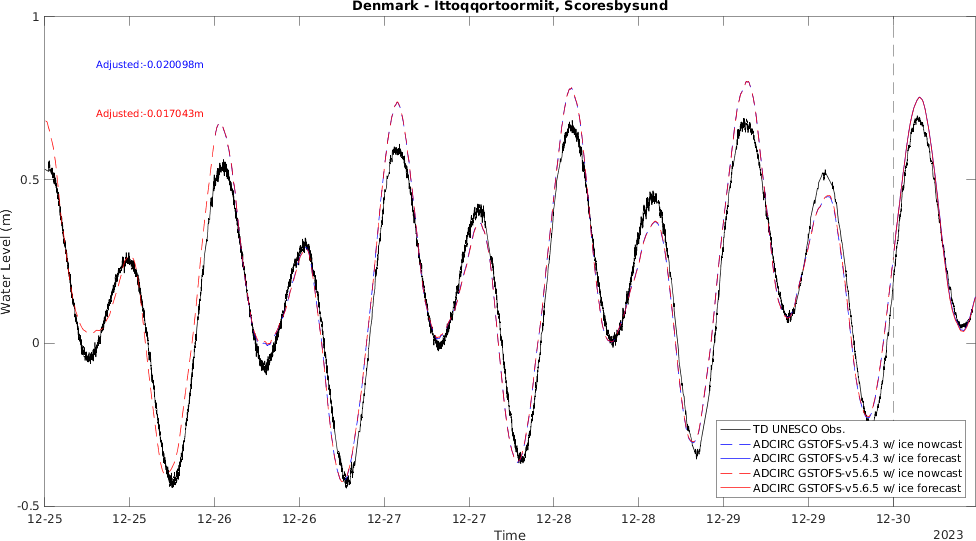 Denmark - Ittoqqortoormiit, Scoresbysund
1
Adjusted:-0.020098m
Adjusted:-0.017043m
0.5
Water Level (m)
0
TD UNESCO Obs.
ADCIRC GSTOFS-v5.4.3 w/ ice nowcast
ADCIRC GSTOFS-v5.4.3 w/ ice forecast
ADCIRC GSTOFS-v5.6.5 w/ ice nowcast
ADCIRC GSTOFS-v5.6.5 w/ ice forecast
-0.5
12-25 12-25 12-26 12-26 12-27 12-27 12-28 12-28 12-29 12-29 12-30
Time
2023